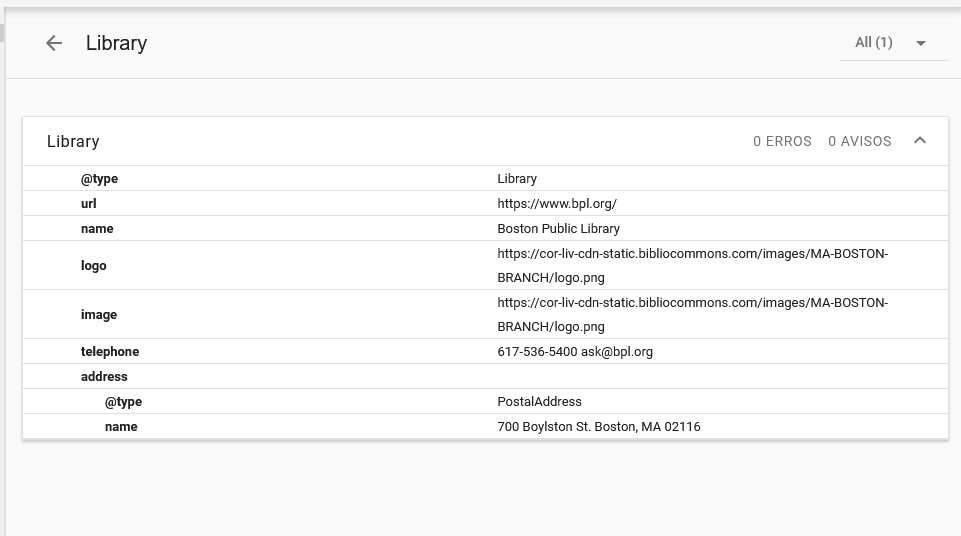 Library
All (1)
Library
0 ERROS 0 AVISOS
@type Library
url https://www.bpl.org/
name Boston Public Library
logo https://cor-liv-cdn-static.bibliocommons.com/images/MA-BOSTON-
BRANCH/logo.png
image https://cor-liv-cdn-static.bibliocommons.com/images/MA-BOSTON-
BRANCH/logo.png
telephone 617-536-5400 ask@bpl.org
address
@type PostalAddress
name 700 Boylston St. Boston, MA 02116